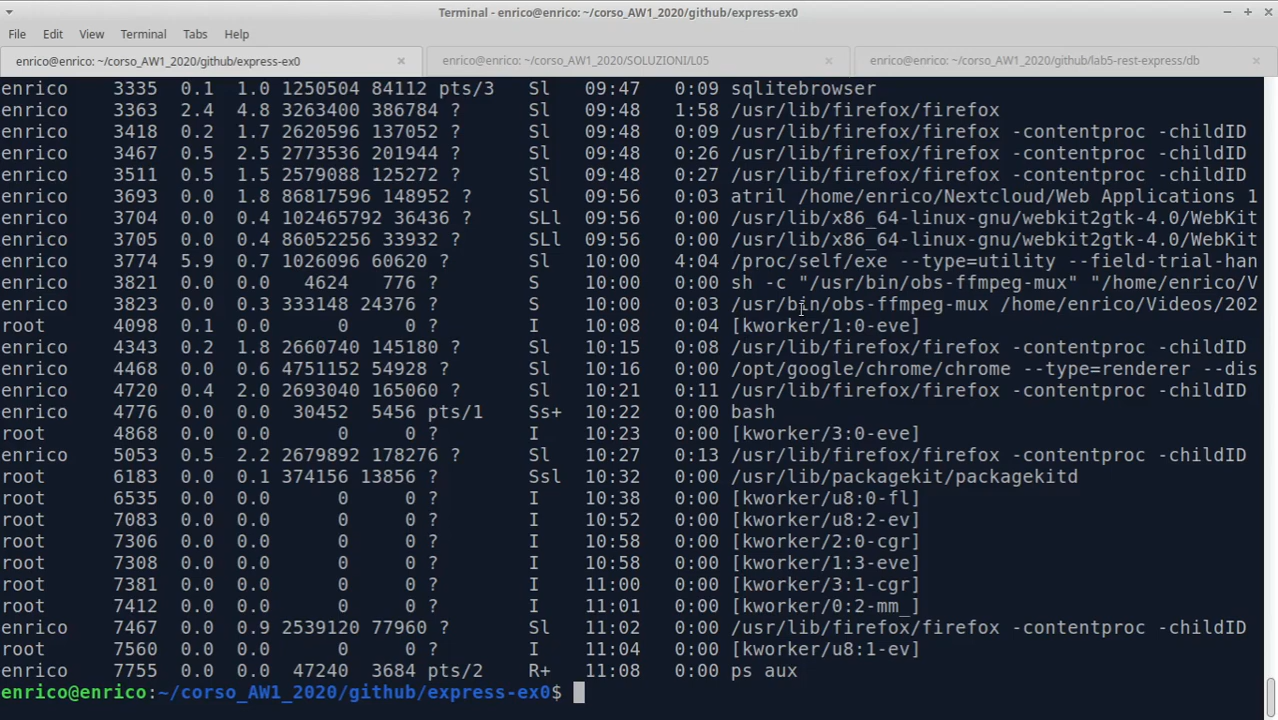 Terminal - enrico@enrico: ~/corso_AW1_2020/github/express-ex0
File Edit View Terminal Tabs Help
enrico@enrico: ~/corso_AW1_2020/github/express-ex0 × enrico@enrico: ~/corso_AW1_2020/SOLUZIONI/L05 × enrico@enrico: ~/corso_AW1_2020/github/lab5-rest-express/db ×
enrico 3335 0.1 1.0 1250504 84112 pts/3 Sl 09:47 0:09 sqlitebrowser
enrico 3363 2.4 4.8 3263400 386784 ? Sl 09:48 1:58 /usr/lib/firefox/firefox
enrico 3418 0.2 1.7 2620596 137052 ? Sl 09:48 0:09 /usr/lib/firefox/firefox -contentproc -childID
enrico 3467 0.5 2.5 2773536 201944 ? Sl 09:48 0:26 /usr/lib/firefox/firefox -contentproc -childID
enrico 3511 0.5 1.5 2579088 125272 ? Sl 09:48 0:27 /usr/lib/firefox/firefox -contentproc -childID
enrico 3693 0.0 1.8 86817596 148952 ? Sl 09:56 0:03 atril /home/enrico/Nextcloud/Web Applications 1
enrico 3704 0.0 0.4 102465792 36436 ? SLl 09:56 0:00 /usr/lib/x86_64-linux-gnu/webkit2gtk-4.0/WebKit
enrico 3705 0.0 0.4 86052256 33932 ? SLl 09:56 0:00 /usr/lib/x86_64-linux-gnu/webkit2gtk-4.0/WebKit
enrico 3774 5.9 0.7 1026096 60620 ? Sl 10:00 4:04 /proc/self/exe --type=utility --field-trial-han
enrico 3821 0.0 0.0 4624 776 ? S 10:00 0:00 sh -c "/usr/bin/obs-ffmpeg-mux" "/home/enrico/V
enrico 3823 0.0 0.3 333148 24376 ? S 10:00 0:03 /usr/bin/obs-ffmpeg-mux /home/enrico/Videos/202
root 4098 0.1 0.0 0 0 ? I 10:08 0:04 [kworker/1:0-eve]
enrico 4343 0.2 1.8 2660740 145180 ? Sl 10:15 0:08 /usr/lib/firefox/firefox -contentproc -childID
enrico 4468 0.0 0.6 4751152 54928 ? Sl 10:16 0:00 /opt/google/chrome/chrome --type=renderer --dis
enrico 4720 0.4 2.0 2693040 165060 ? Sl 10:21 0:11 /usr/lib/firefox/firefox -contentproc -childID
enrico 4776 0.0 0.0 30452 5456 pts/1 Ss+ 10:22 0:00 bash
root 4868 0.0 0.0 0 0 ? I 10:23 0:00 [kworker/3:0-eve]
enrico 5053 0.5 2.2 2679892 178276 ? Sl 10:27 0:13 /usr/lib/firefox/firefox -contentproc -childID
root 6183 0.0 0.1 374156 13856 ? Ssl 10:32 0:00 /usr/lib/packagekit/packagekitd
root 6535 0.0 0.0 0 0 ? I 10:38 0:00 [kworker/u8:0-fl]
root 7083 0.0 0.0 0 0 ? I 10:52 0:00 [kworker/u8:2-ev]
root 7306 0.0 0.0 0 0 ? I 10:58 0:00 [kworker/2:0-cgr]
root 7308 0.0 0.0 0 0 ? I 10:58 0:00 [kworker/1:3-eve]
root 7381 0.0 0.0 0 0 ? I 11:00 0:00 [kworker/3:1-cgr]
root 7412 0.0 0.0 0 0 ? I 11:01 0:00 [kworker/0:2-mm_]
enrico 7467 0.0 0.9 2539120 77960 ? Sl 11:02 0:00 /usr/lib/firefox/firefox -contentproc -childID
root 7560 0.0 0.0 0 0 ? I 11:04 0:00 [kworker/u8:1-ev]
enrico 7755 0.0 0.0 47240 3684 pts/2 R+ 11:08 0:00 ps aux
enrico@enrico:~/corso_AW1_2020/github/express-ex0$